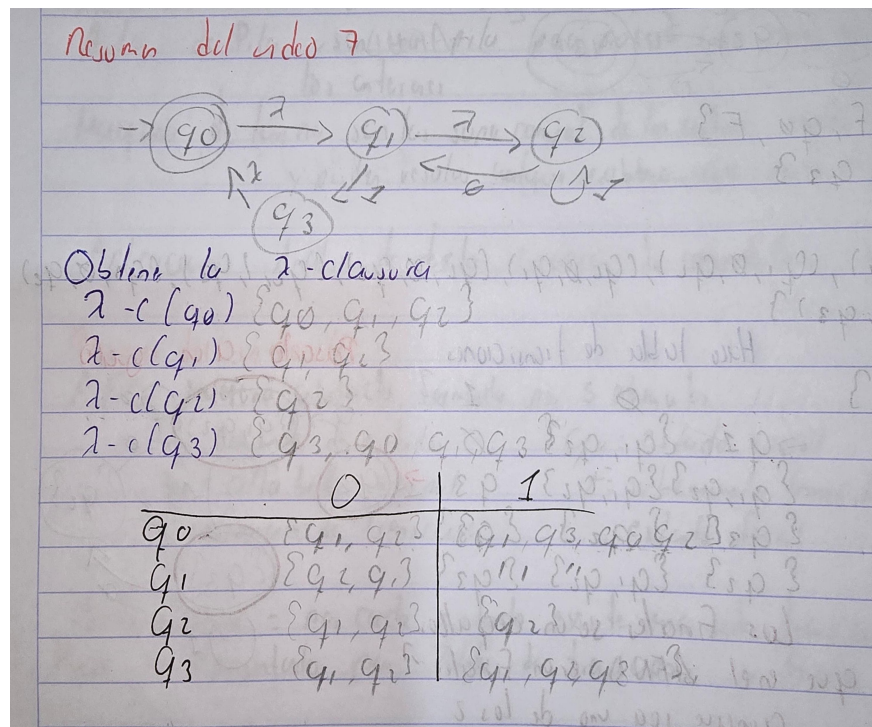 Resumen del video 7
→ q0 λ → q1 λ → q2
λ 1 0 1
q3
Obtene la λ-clausura
λ-c(q0) {q0, q1, q2}
λ-c(q1) {q1, q2}
λ-c(q2) {q2}
λ-c(q3) {q3, q0 q1 q3}
0 1
q0 {q1, q2} {q1, q3, q0 q2}
q1 {q2, q1} " "
q2 {q1, q2} {q2}
q3 {q1, q2} {q1, q2 q3 }